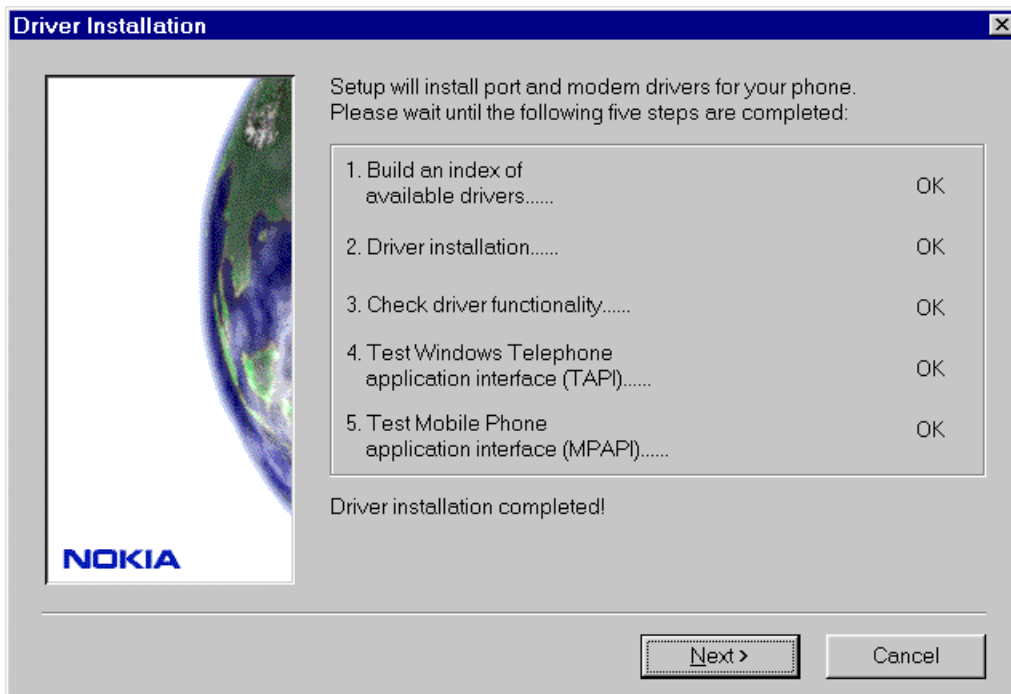 Driver Installation
Setup will install port and modem drivers for your phone.
Please wait until the following five steps are completed:
1. Build an index of
available drivers......
OK
2. Driver installation......
OK
3. Check driver functionality......
OK
4. Test Windows Telephone
application interface (TAPI)......
OK
5. Test Mobile Phone
application interface (MPAPI)......
OK
Driver installation completed!
NOKIA
Next >
Cancel